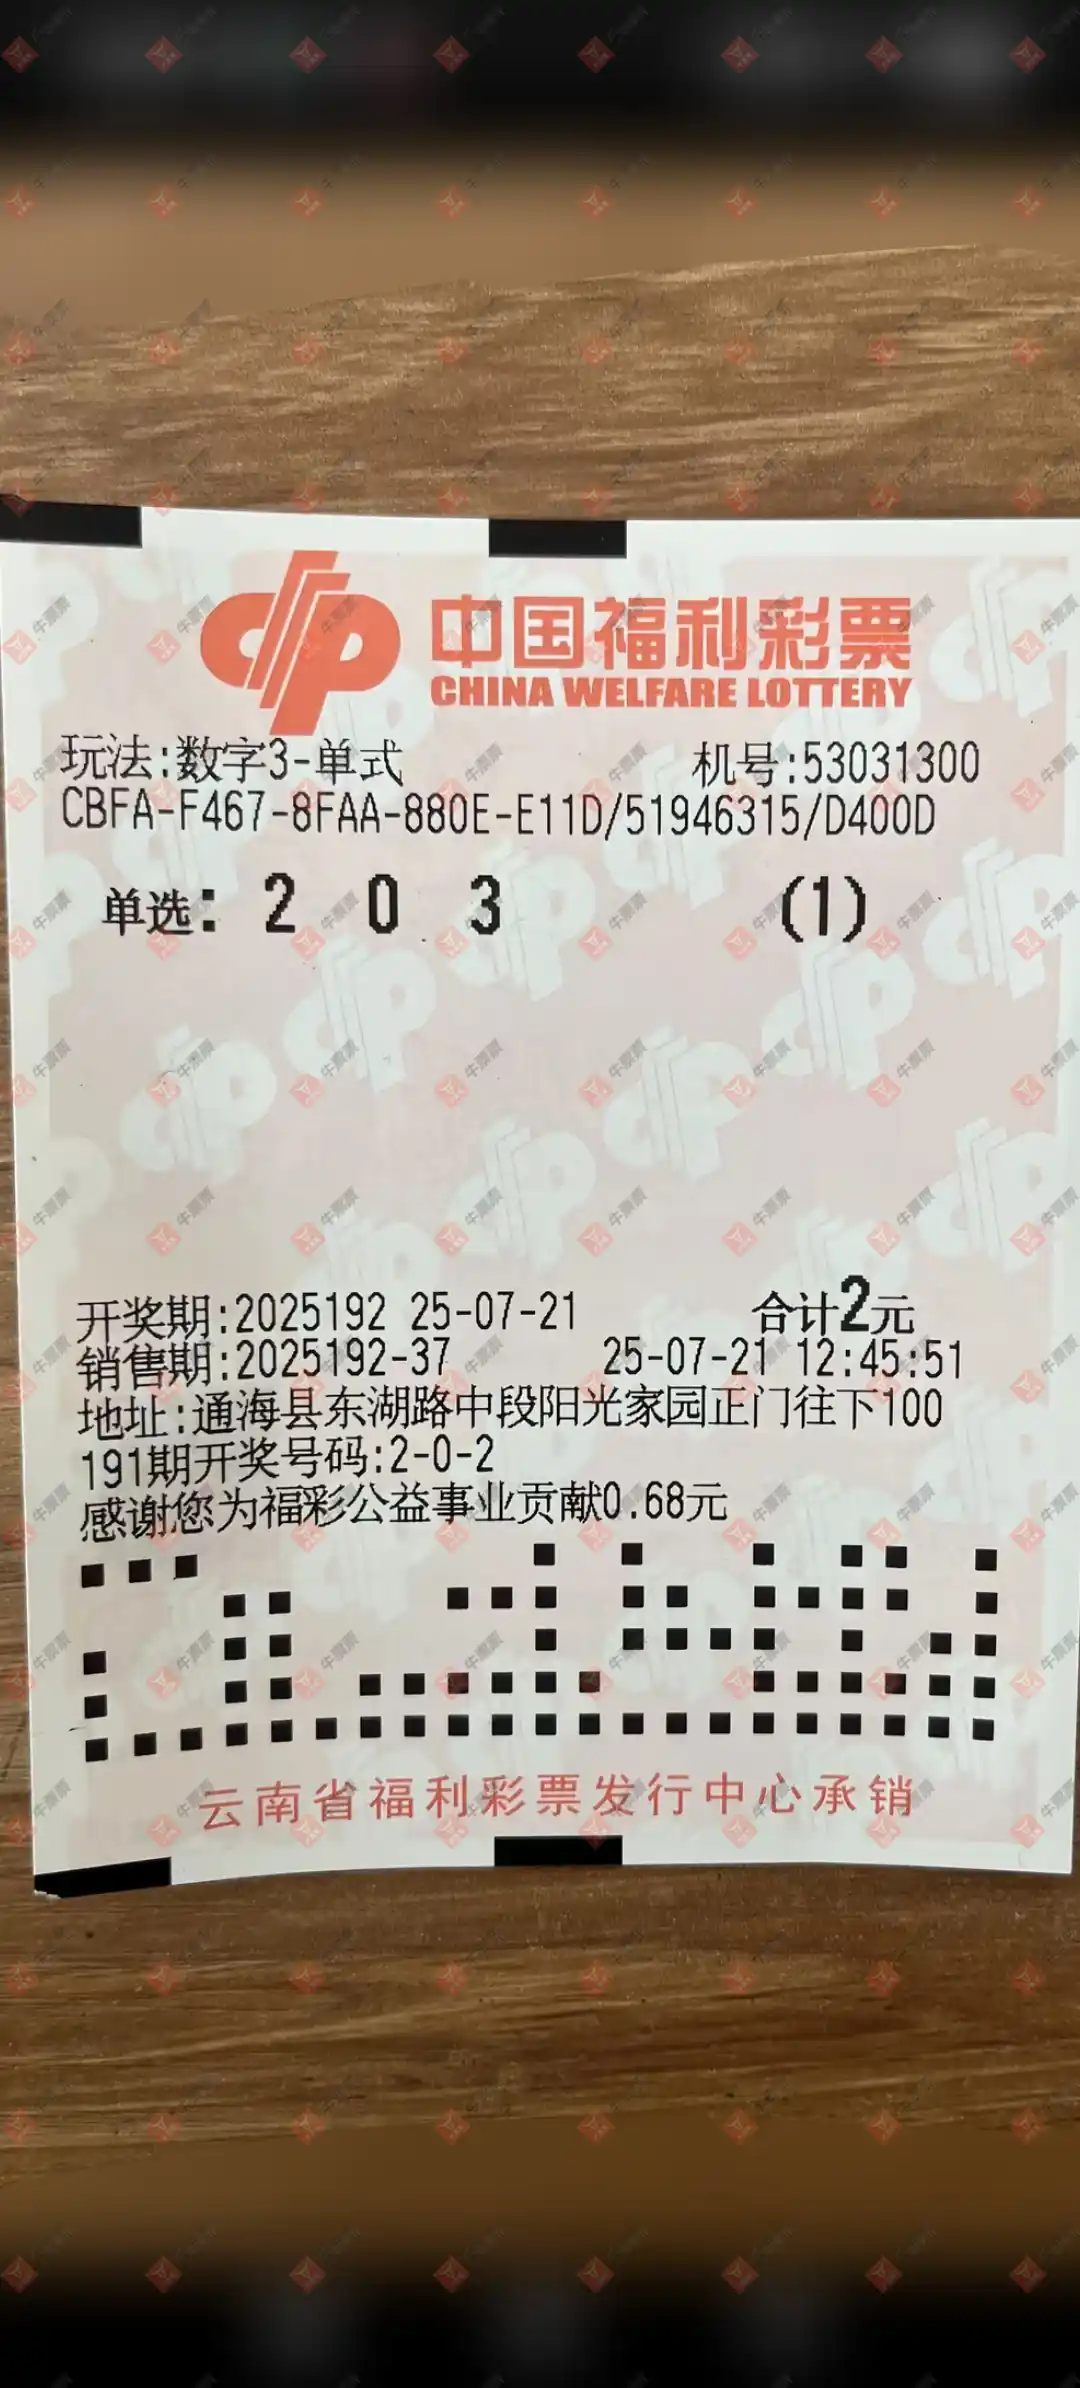 中国福利彩票
CHINA WELFARE LOTTERY
玩法:数字3-单式 机号:53031300
CBFA-F467-8FAA-880E-E11D/51946315/D400D
单选: 2 0 3 (1)
开奖期:2025192 25-07-21 合计2元
销售期:2025192-37 25-07-21 12:45:51
地址:通海县东湖路中段阳光家园正门往下100
191期开奖号码:2-0-2
感谢您为福彩公益事业贡献0.68元
云南省福利彩票发行中心承销
牛票票